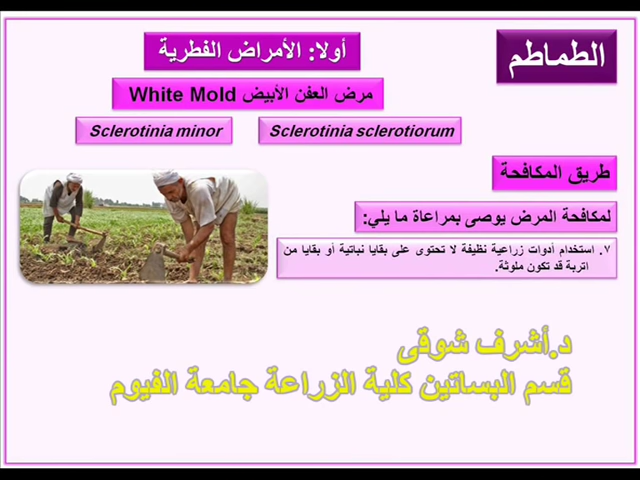 الطماطم
أولا: الأمراض الفطرية
مرض العفن الأبيض White Mold
Sclerotinia sclerotiorum
Sclerotinia minor
طريق المكافحة
لمكافحة المرض يوصى بمراعاة ما يلي:
٧. استخدام أدوات زراعية نظيفة لا تحتوى على بقايا نباتية أو بقايا من
اتربة قد تكون ملوثة.
د.أشرف شوقى
قسم البساتين كلية الزراعة جامعة الفيوم